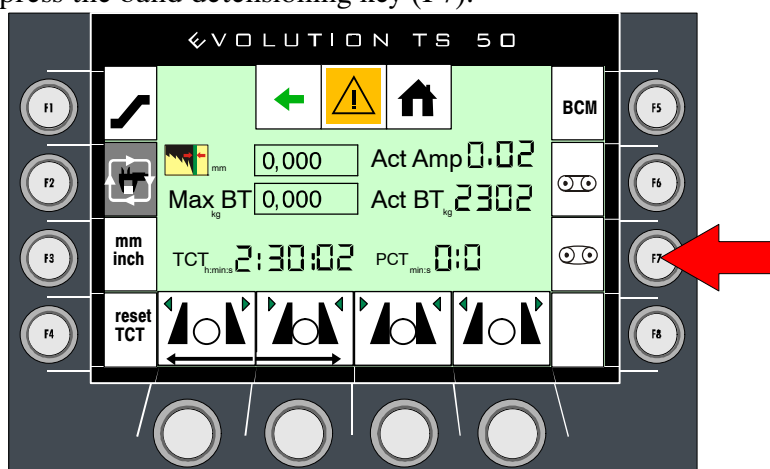 press the band detensioning key (F7).
EVOLUTION TS 50
F1
BCM
F5
mm
0,000
Act Amp 0.02
F2
F6
Max BT kg 0,000
Act BT kg 2302
F3
mm
inch
TCT h:min:s 2:30:02
PCT min:s 0:0
F7
F4
reset
TCT
F8